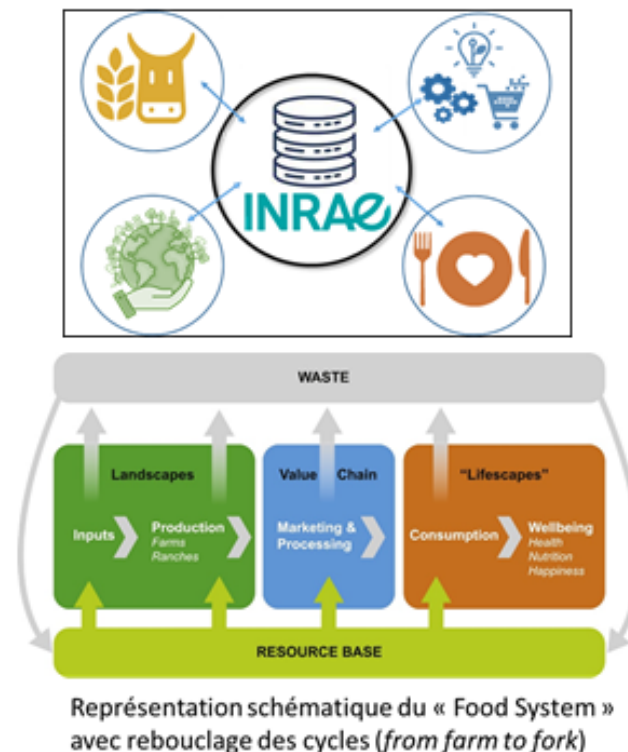 INRAE
WASTE
Landscapes
Value Chain
"Lifescapes"
Inputs
Production
Farms
Ranches
Marketing &
Processing
Consumption
Wellbeing
Health
Nutrition
Happiness
RESOURCE BASE
Représentation schématique du « Food System »
avec rebouclage des cycles (from farm to fork)